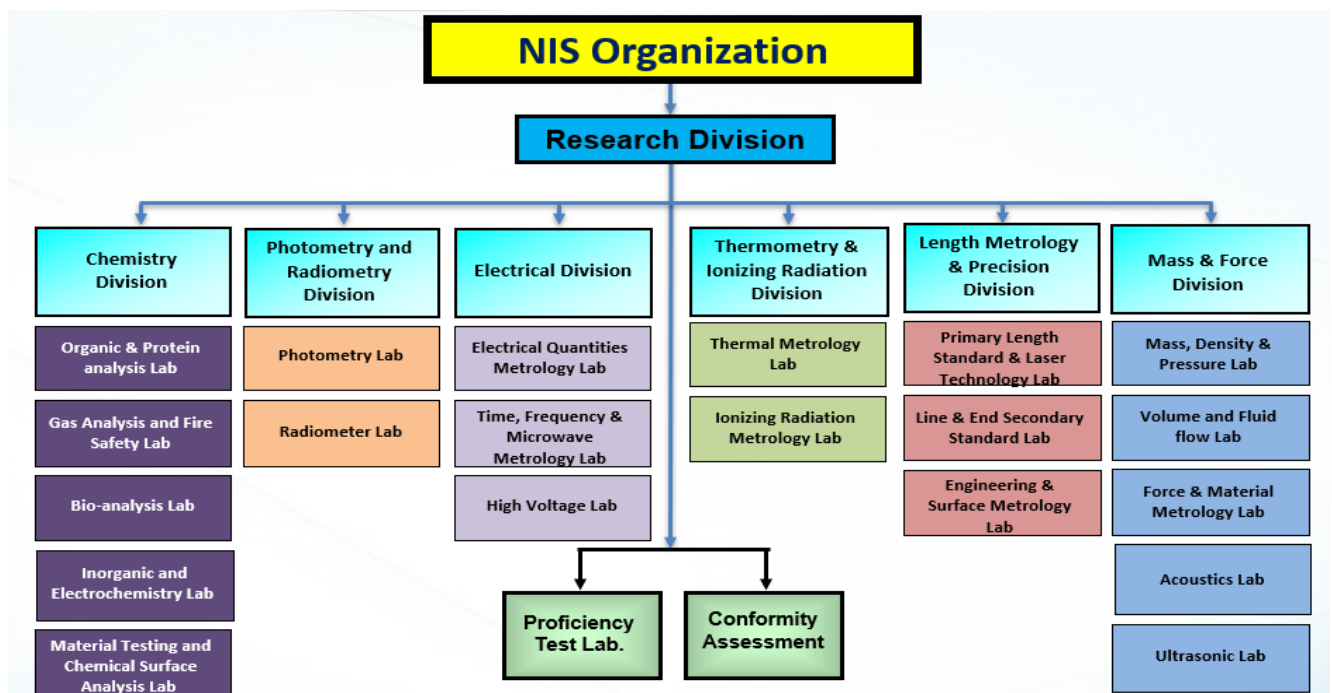 NIS Organization
Research Division
Chemistry
Division
Organic & Protein
analysis Lab
Gas Analysis and Fire
Safety Lab
Bio-analysis Lab
Inorganic and
Electrochemistry Lab
Material Testing and
Chemical Surface
Analysis Lab
Photometry and
Radiometry
Division
Photometry Lab
Radiometer Lab
Electrical Division
Electrical Quantities
Metrology Lab
Time, Frequency &
Microwave
Metrology Lab
High Voltage Lab
Thermometry &
Ionizing Radiation
Division
Thermal Metrology
Lab
Ionizing Radiation
Metrology Lab
Length Metrology
& Precision
Division
Primary Length
Standard & Laser
Technology Lab
Line & End Secondary
Standard Lab
Engineering &
Surface Metrology
Lab
Mass & Force
Division
Mass, Density &
Pressure Lab
Volume and Fluid
flow Lab
Force & Material
Metrology Lab
Acoustics Lab
Ultrasonic Lab
Proficiency
Test Lab.
Conformity
Assessment